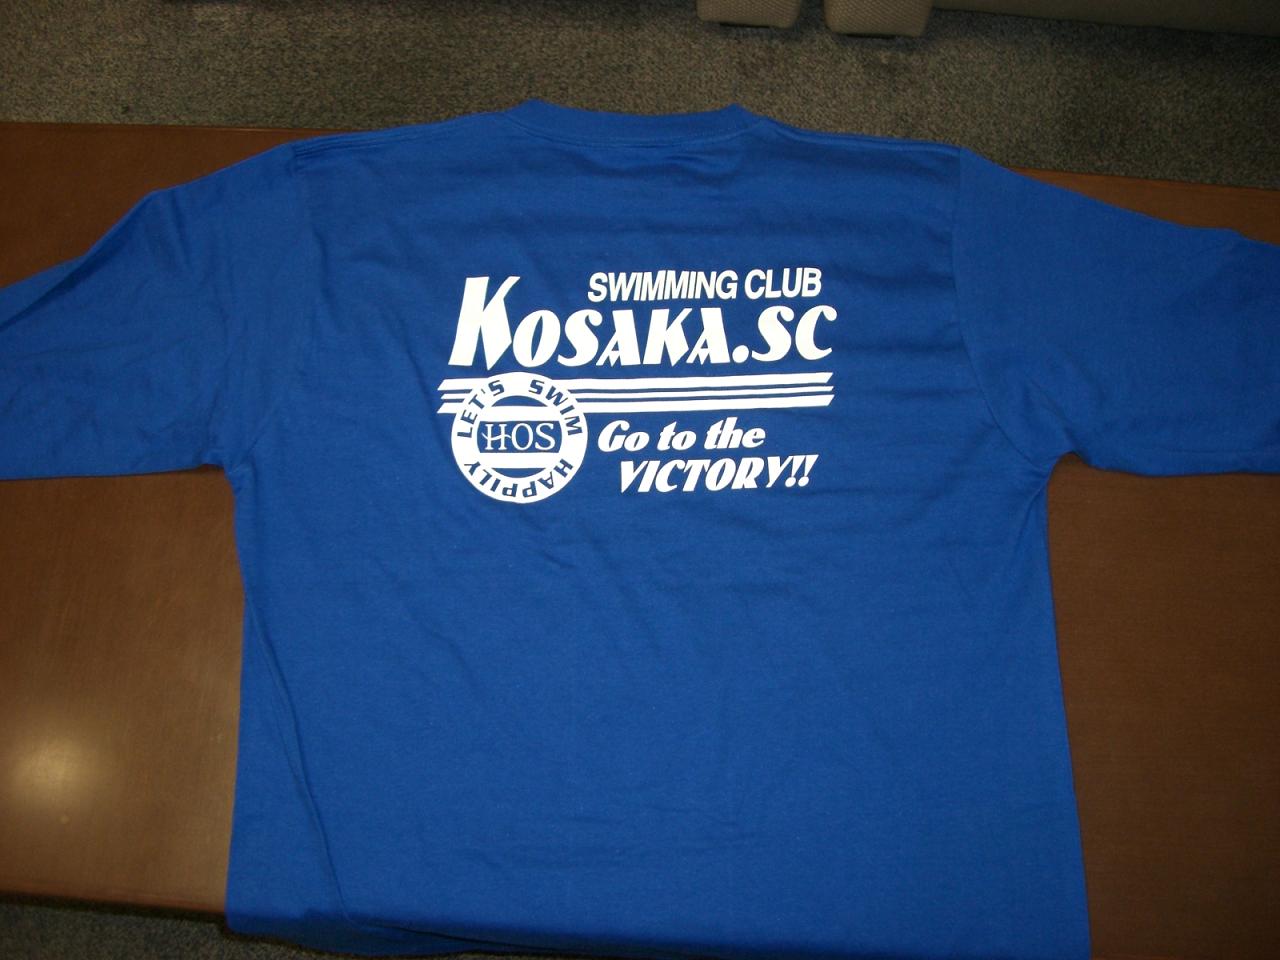 SWIMMING CLUB
KOSAKA.SC
LET'S SWIM HAPPILY
HOS
Go to the
VICTORY!!